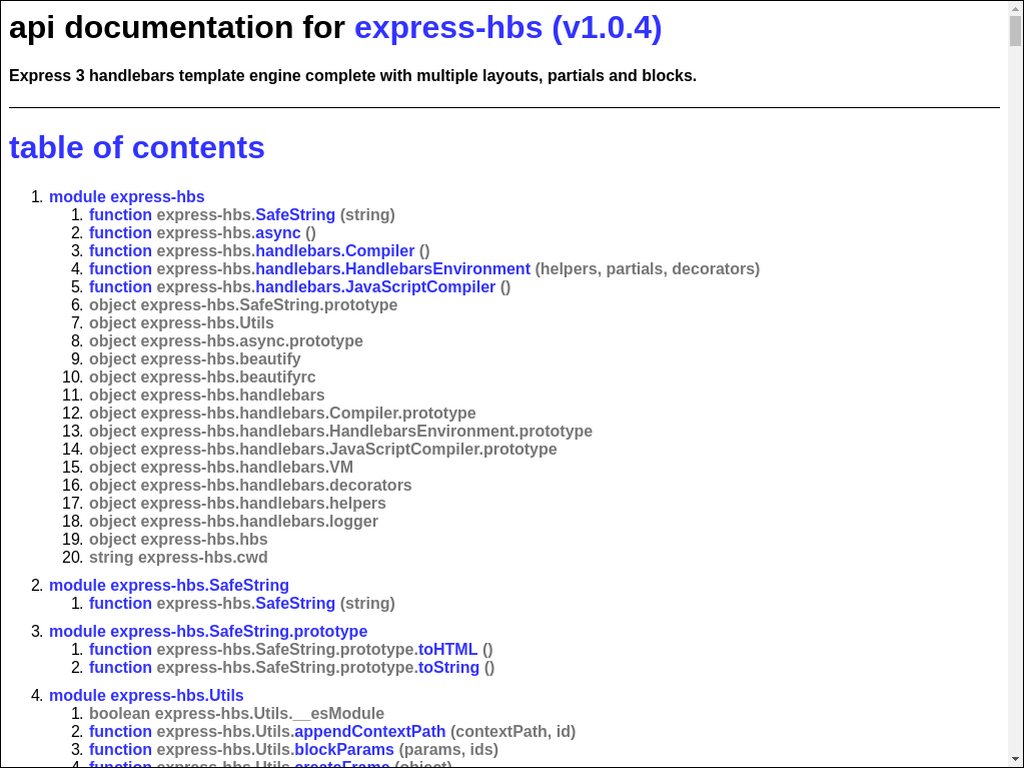 api documentation for express-hbs (v1.0.4)
Express 3 handlebars template engine complete with multiple layouts, partials and blocks.
table of contents
1. module express-hbs
1. function express-hbs.SafeString (string)
2. function express-hbs.async ()
3. function express-hbs.handlebars.Compiler ()
4. function express-hbs.handlebars.HandlebarsEnvironment (helpers, partials, decorators)
5. function express-hbs.handlebars.JavaScriptCompiler ()
6. object express-hbs.SafeString.prototype
7. object express-hbs.Utils
8. object express-hbs.async.prototype
9. object express-hbs.beautify
10. object express-hbs.beautifyrc
11. object express-hbs.handlebars
12. object express-hbs.handlebars.Compiler.prototype
13. object express-hbs.handlebars.HandlebarsEnvironment.prototype
14. object express-hbs.handlebars.JavaScriptCompiler.prototype
15. object express-hbs.handlebars.VM
16. object express-hbs.handlebars.decorators
17. object express-hbs.handlebars.helpers
18. object express-hbs.handlebars.logger
19. object express-hbs.hbs
20. string express-hbs.cwd
2. module express-hbs.SafeString
1. function express-hbs.SafeString (string)
3. module express-hbs.SafeString.prototype
1. function express-hbs.SafeString.prototype.toHTML ()
2. function express-hbs.SafeString.prototype.toString ()
4. module express-hbs.Utils
1. boolean express-hbs.Utils.__esModule
2. function express-hbs.Utils.appendContextPath (contextPath, id)
3. function express-hbs.Utils.blockParams (params, ids)
4. function express-hbs.Utils.createFrame (object)